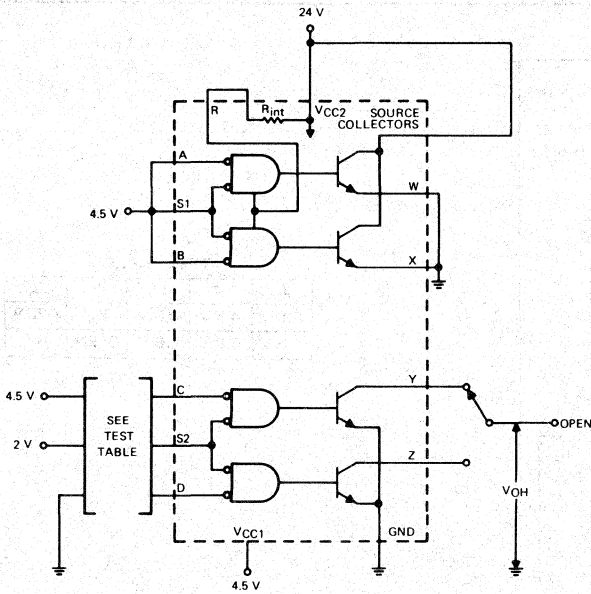 24 V
R
Rint
VCC2
SOURCE
COLLECTORS
A
W
4.5 V
S1
B
X
4.5 V
2 V
SEE
TEST
TABLE
C
S2
D
Y
Z
OPEN
VOH
VCC1
GND
4.5 V